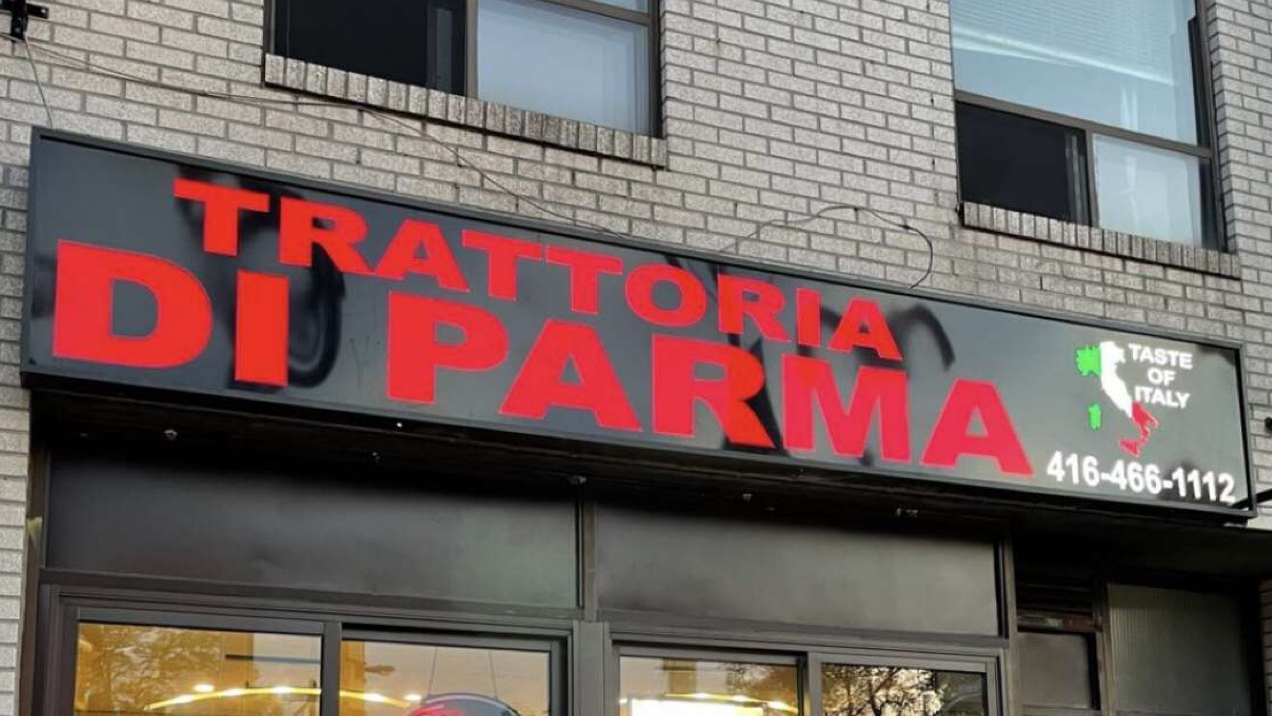 TRATTORIA
DI PARMA
TASTE
OF
ITALY
416-466-1112